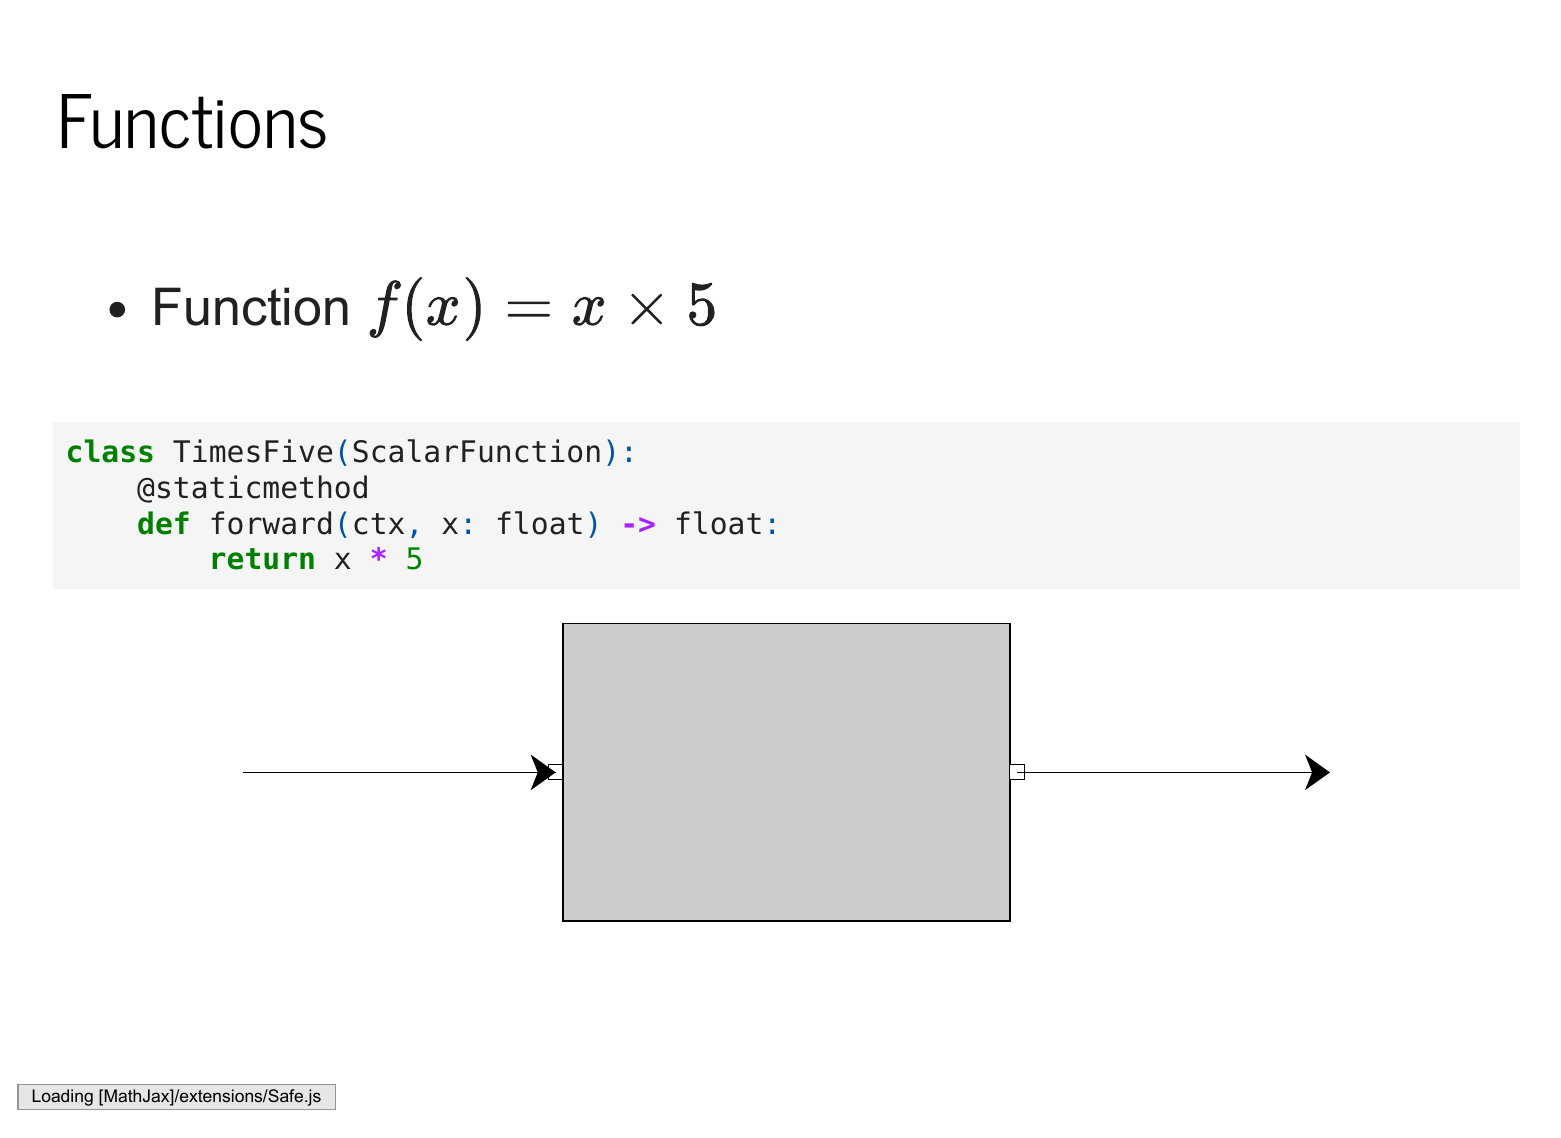 Functions
• Function f(x) = x × 5
class TimesFive(ScalarFunction):
    @staticmethod
    def forward(ctx, x: float) -> float:
        return x * 5
Loading [MathJax]/extensions/Safe.js